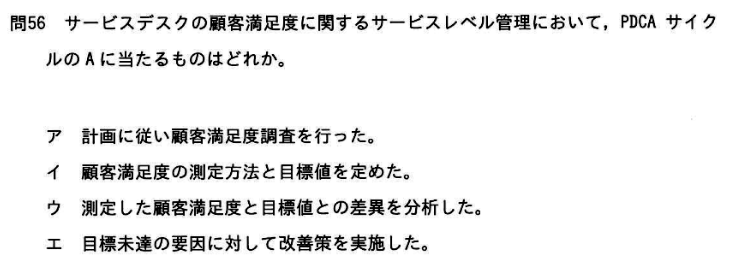 問56 サービスデスクの顧客満足度に関するサービスレベル管理において，PDCA サイク
ルの A に当たるものはどれか。
ア 計画に従い顧客満足度調査を行った。
イ 顧客満足度の測定方法と目標値を定めた。
ウ 測定した顧客満足度と目標値との差異を分析した。
エ 目標未達の要因に対して改善策を実施した。